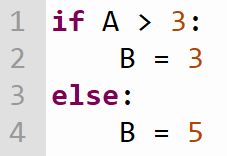 1 if A > 3:
2     B = 3
3 else:
4     B = 5